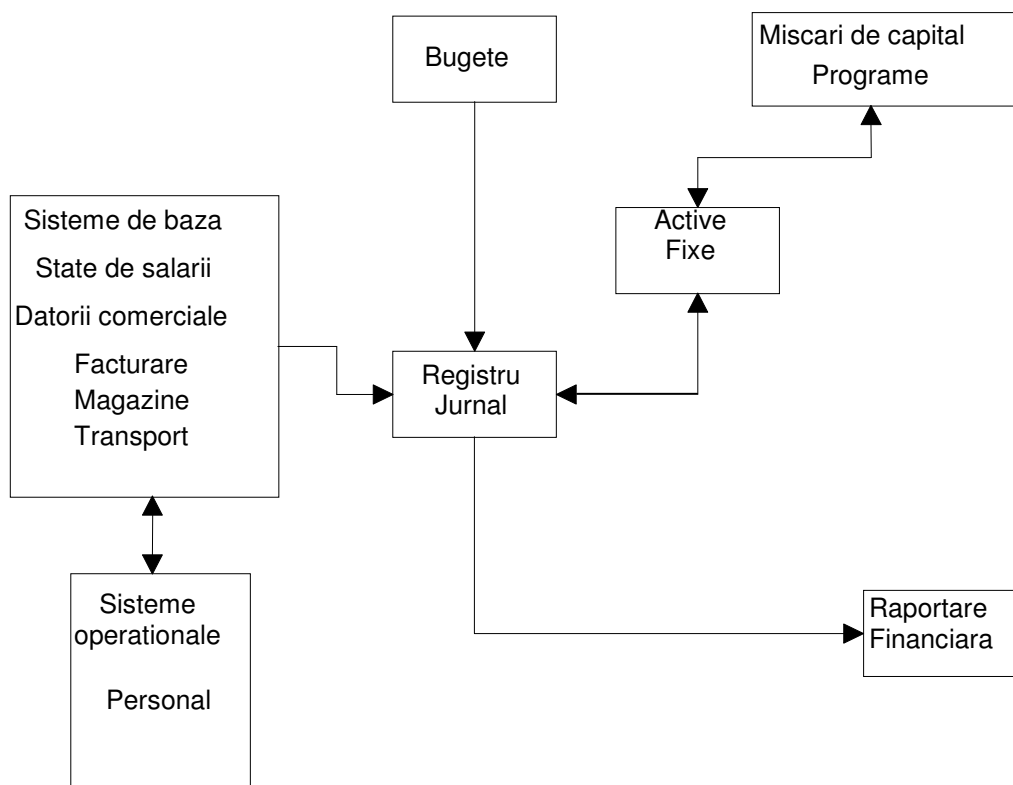 Bugete
Miscari de capital
Programe
Sisteme de baza
State de salarii
Datorii comerciale
Facturare
Magazine
Transport
Active
Fixe
Registru
Jurnal
Sisteme
operationale
Personal
Raportare
Financiara